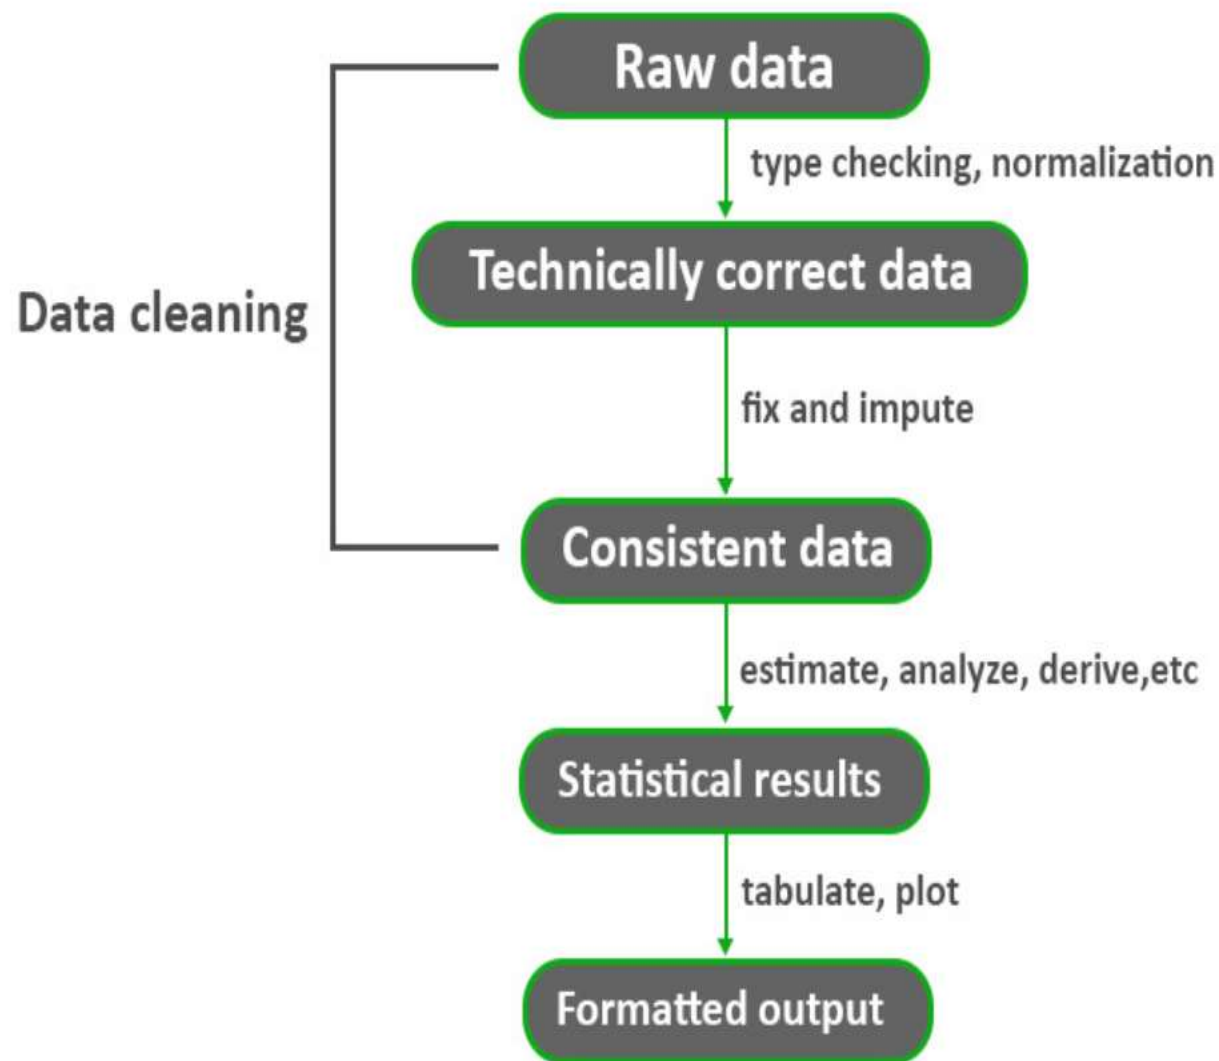 Raw data
type checking, normalization
Technically correct data
Data cleaning
fix and impute
Consistent data
estimate, analyze, derive,etc
Statistical results
tabulate, plot
Formatted output